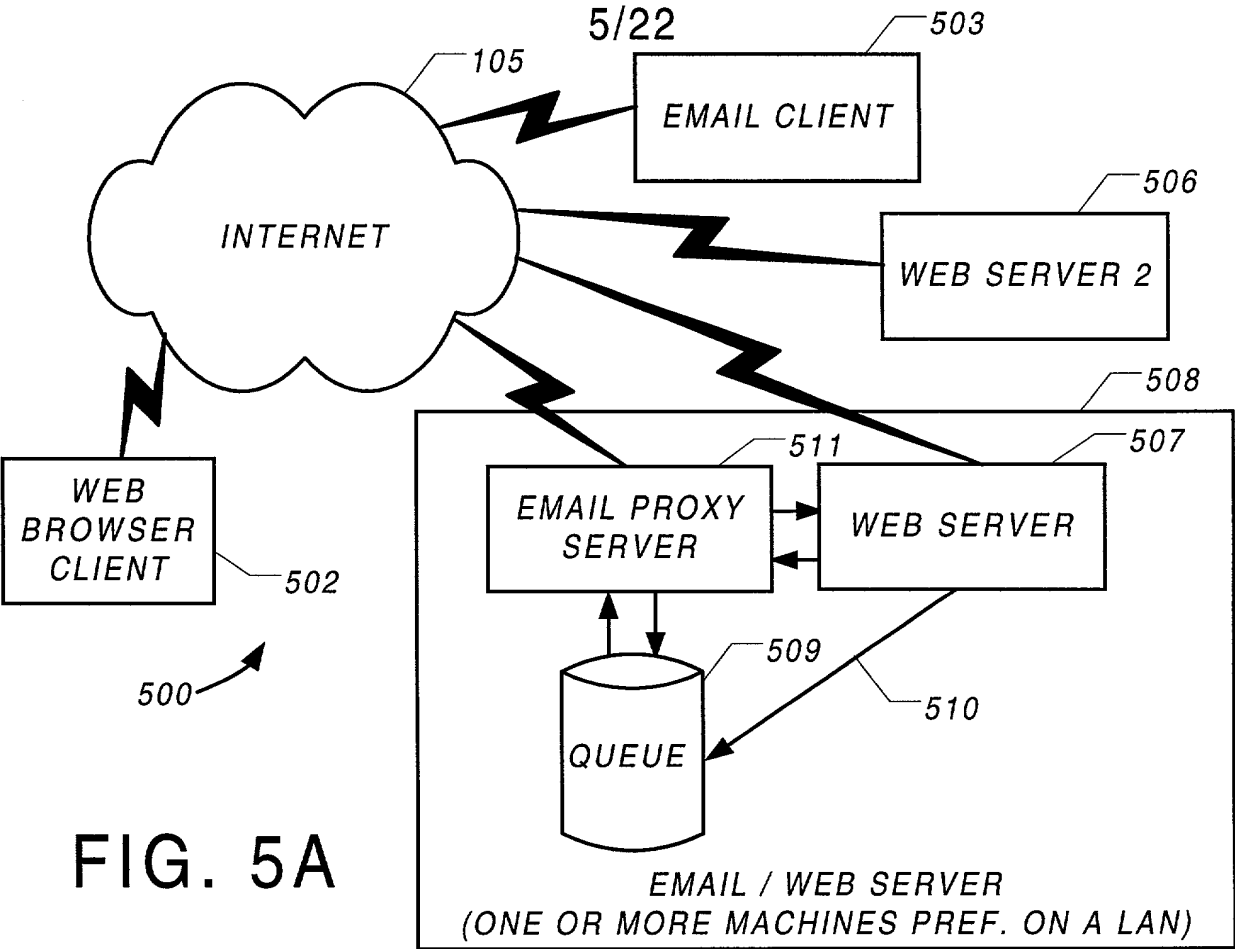 5/22
503
105
EMAIL CLIENT
506
INTERNET
WEB SERVER 2
508
511
507
WEB
BROWSER
CLIENT
502
EMAIL PROXY
SERVER
WEB SERVER
509
500
510
QUEUE
FIG. 5A
EMAIL / WEB SERVER
(ONE OR MORE MACHINES PREF. ON A LAN)